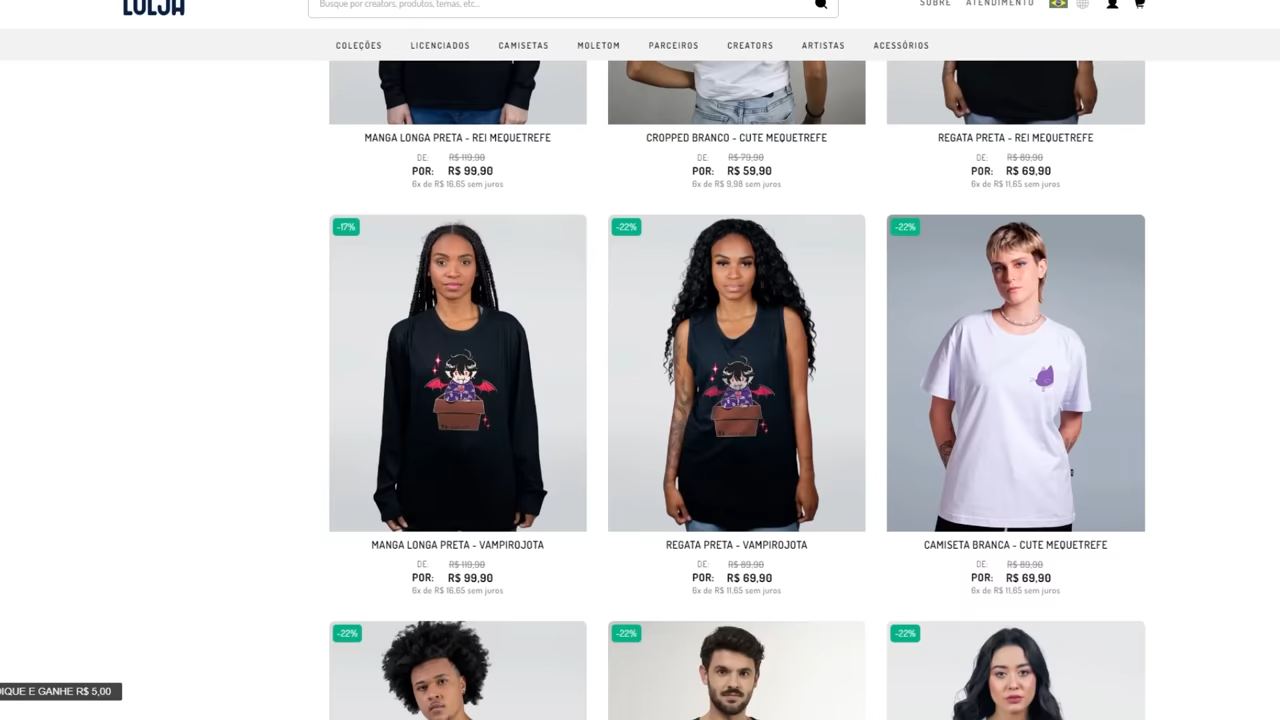 LOLJA
Busque por creators, produtos, temas, etc...
SOBRE ATENDIMENTO
COLEÇÕES LICENCIADOS CAMISETAS MOLETOM PARCEIROS CREATORS ARTISTAS ACESSÓRIOS
MANGA LONGA PRETA - REI MEQUETREFE
DE: R$ 119,90
POR: R$ 99,90
6x de R$ 16,65 sem juros
CROPPED BRANCO - CUTE MEQUETREFE
DE: R$ 79,90
POR: R$ 59,90
6x de R$ 9,98 sem juros
REGATA PRETA - REI MEQUETREFE
DE: R$ 89,90
POR: R$ 69,90
6x de R$ 11,65 sem juros
-17%
MANGA LONGA PRETA - VAMPIROJOTA
DE: R$ 119,90
POR: R$ 99,90
6x de R$ 16,65 sem juros
-22%
REGATA PRETA - VAMPIROJOTA
DE: R$ 89,90
POR: R$ 69,90
6x de R$ 11,65 sem juros
-22%
CAMISETA BRANCA - CUTE MEQUETREFE
DE: R$ 89,90
POR: R$ 69,90
6x de R$ 11,65 sem juros
-22%
-22%
-22%
DIQUE E GANHE R$ 5,00